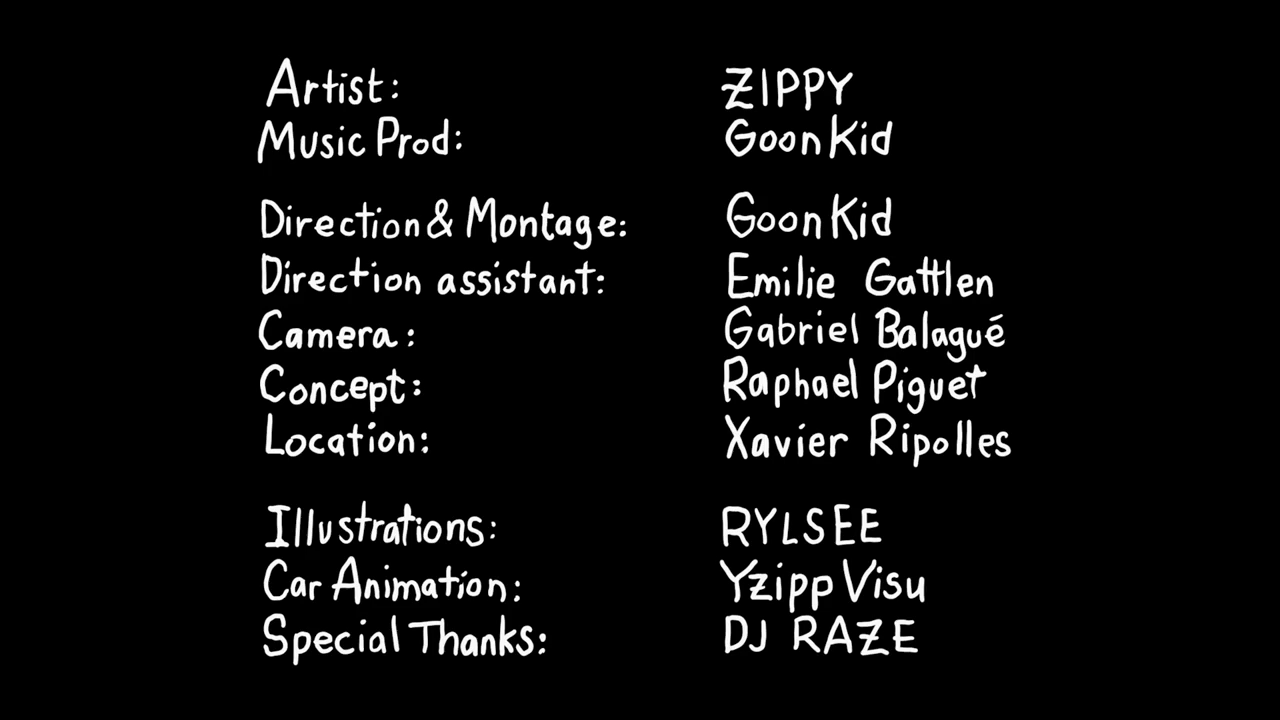 Artist: ZIPPY
Music Prod: Goon Kid
Direction & Montage: Goon Kid
Direction assistant: Emilie Gattlen
Camera: Gabriel Balagué
Concept: Raphael Piguet
Location: Xavier Ripolles
Illustrations: RYLSEE
Car Animation: Yzipp Visu
Special Thanks: DJ RAZE